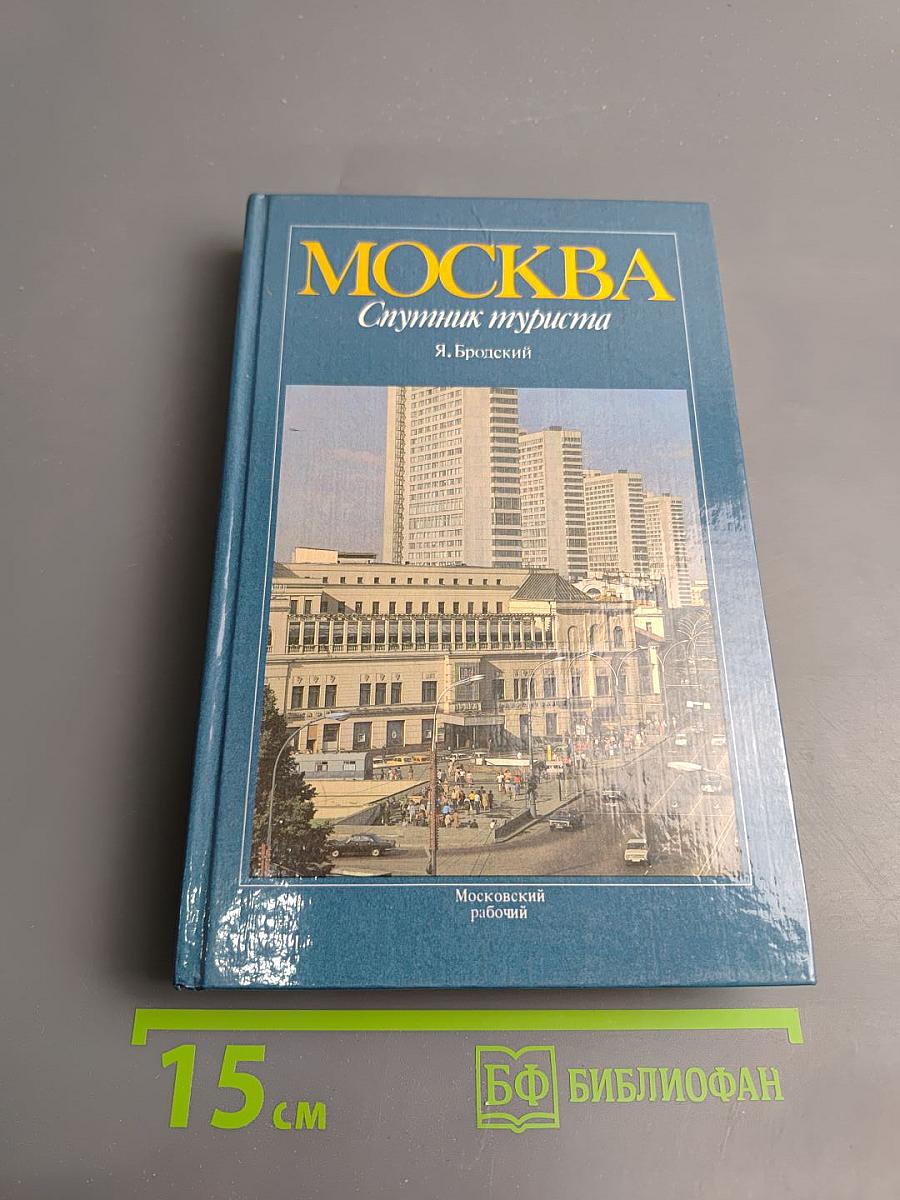 МОСКВА
Спутник туриста
Я. Бродский
Московский
рабочий
15 см
БФ БИБЛИОФАН